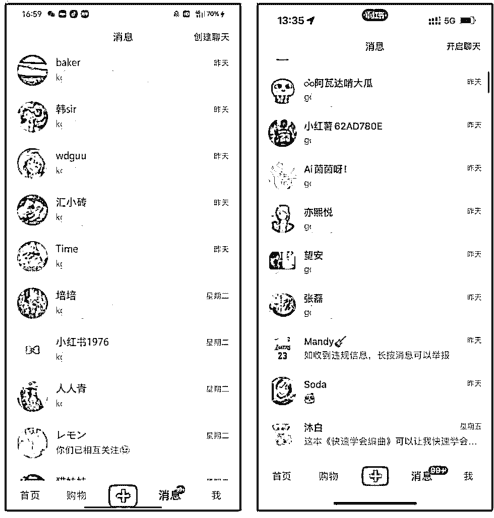 16:59
70%
消息
创建聊天
baker
昨天
韩sir
昨天
wdguu
昨天
汇小砖
昨天
Time
昨天
培培
星期二
小红书1976
星期二
人人青
星期二
レモン
星期二
你们已相互关注
首页
购物
消息
我
13:35
5G
消息
开启聊天
阿瓦达啃大瓜
昨天
小红薯62AD780E
昨天
Ai茵茵呀!
昨天
亦熙悦
昨天
望安
昨天
张磊
昨天
Mandy
昨天
如收到违规信息，长按消息可以举报
Soda
昨天
沐白
星期五
这本《快速学会编曲》可以让我快速学会...
首页
购物
消息
99+
我